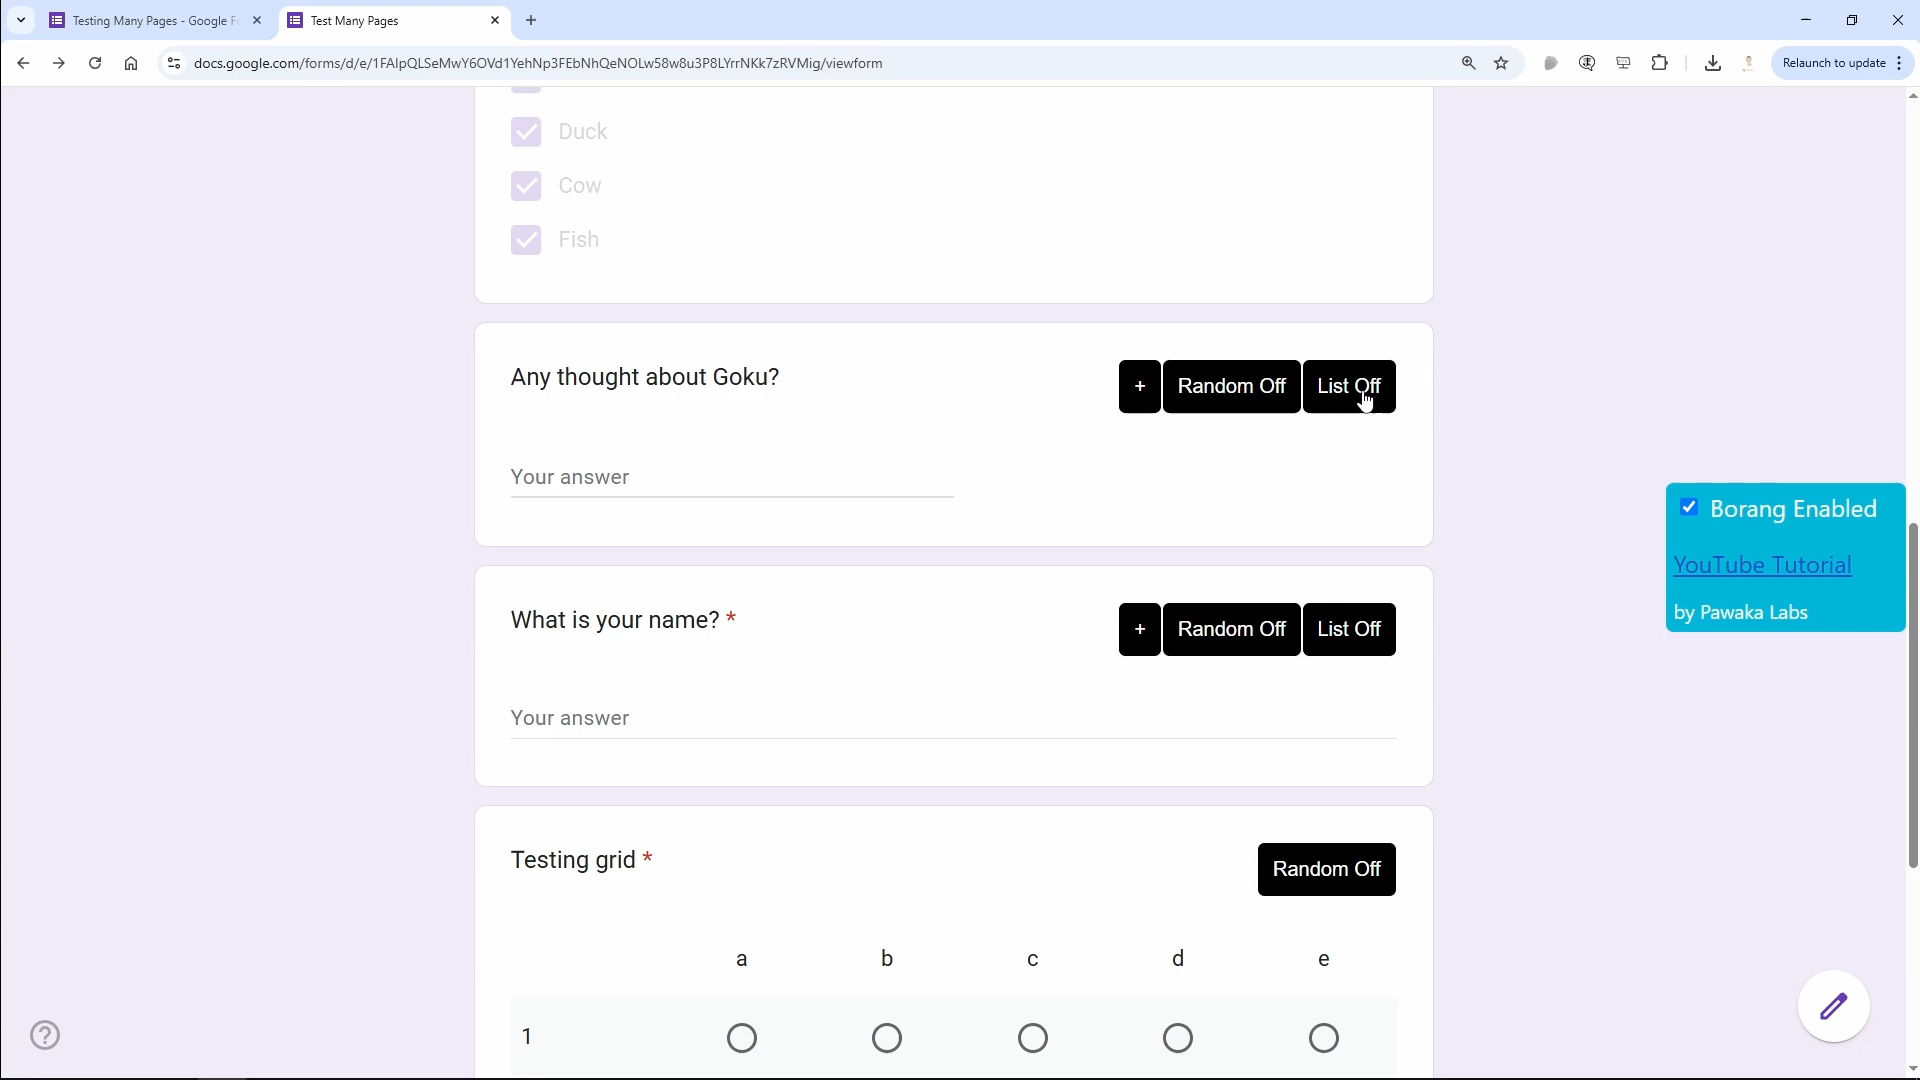 Testing Many Pages - Google F
Test Many Pages
docs.google.com/forms/d/e/1FAIpQLSeMwY6OVd1YehNp3FEbNhQeNOLw58w8u3P8LYrrNKk7zRVMig/viewform
Relaunch to update
Duck
Cow
Fish
Any thought about Goku?
+ Random Off List Off
Your answer
Borang Enabled
YouTube Tutorial
by Pawaka Labs
What is your name? *
+ Random Off List Off
Your answer
Testing grid *
Random Off
a b c d e
1